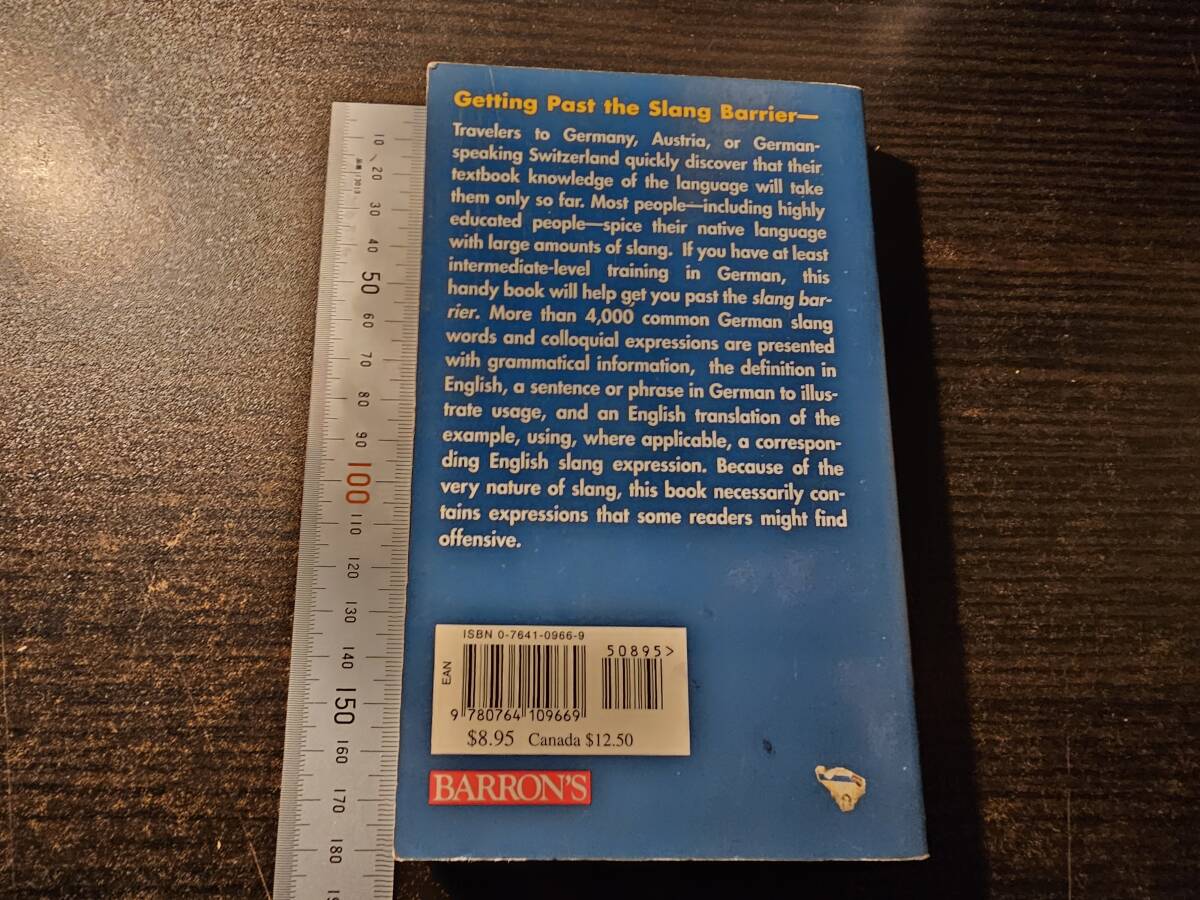 Getting Past the Slang Barrier—
Travelers to Germany, Austria, or German-
speaking Switzerland quickly discover that their
textbook knowledge of the language will take
them only so far. Most people—including highly
educated people—spice their native language
with large amounts of slang. If you have at least
intermediate-level training in German, this
handy book will help get you past the slang bar-
rier. More than 4,000 common German slang
words and colloquial expressions are presented
with grammatical information, the definition in
English, a sentence or phrase in German to illus-
trate usage, and an English translation of the
example, using, where applicable, a correspon-
ding English slang expression. Because of the
very nature of slang, this book necessarily con-
tains expressions that some readers might find
offensive.
ISBN 0-7641-0966-9
50895>
EAN
9 780764 109669
$8.95 Canada $12.50
BARRON'S
10
20
30
40
50
60
70
80
90
100
110
120
130
140
150
160
170
180